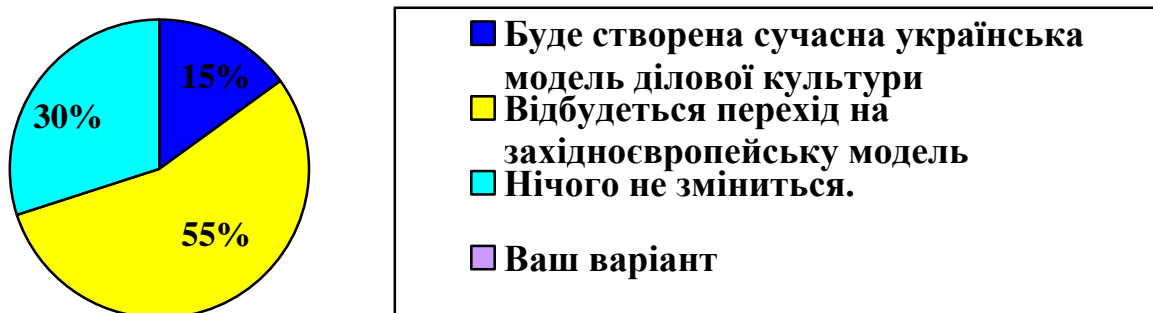 15%
30%
55%
Буде створена сучасна українська
модель ділової культури
Відбудеться перехід на
західноєвропейську модель
Нічого не зміниться.
Ваш варіант